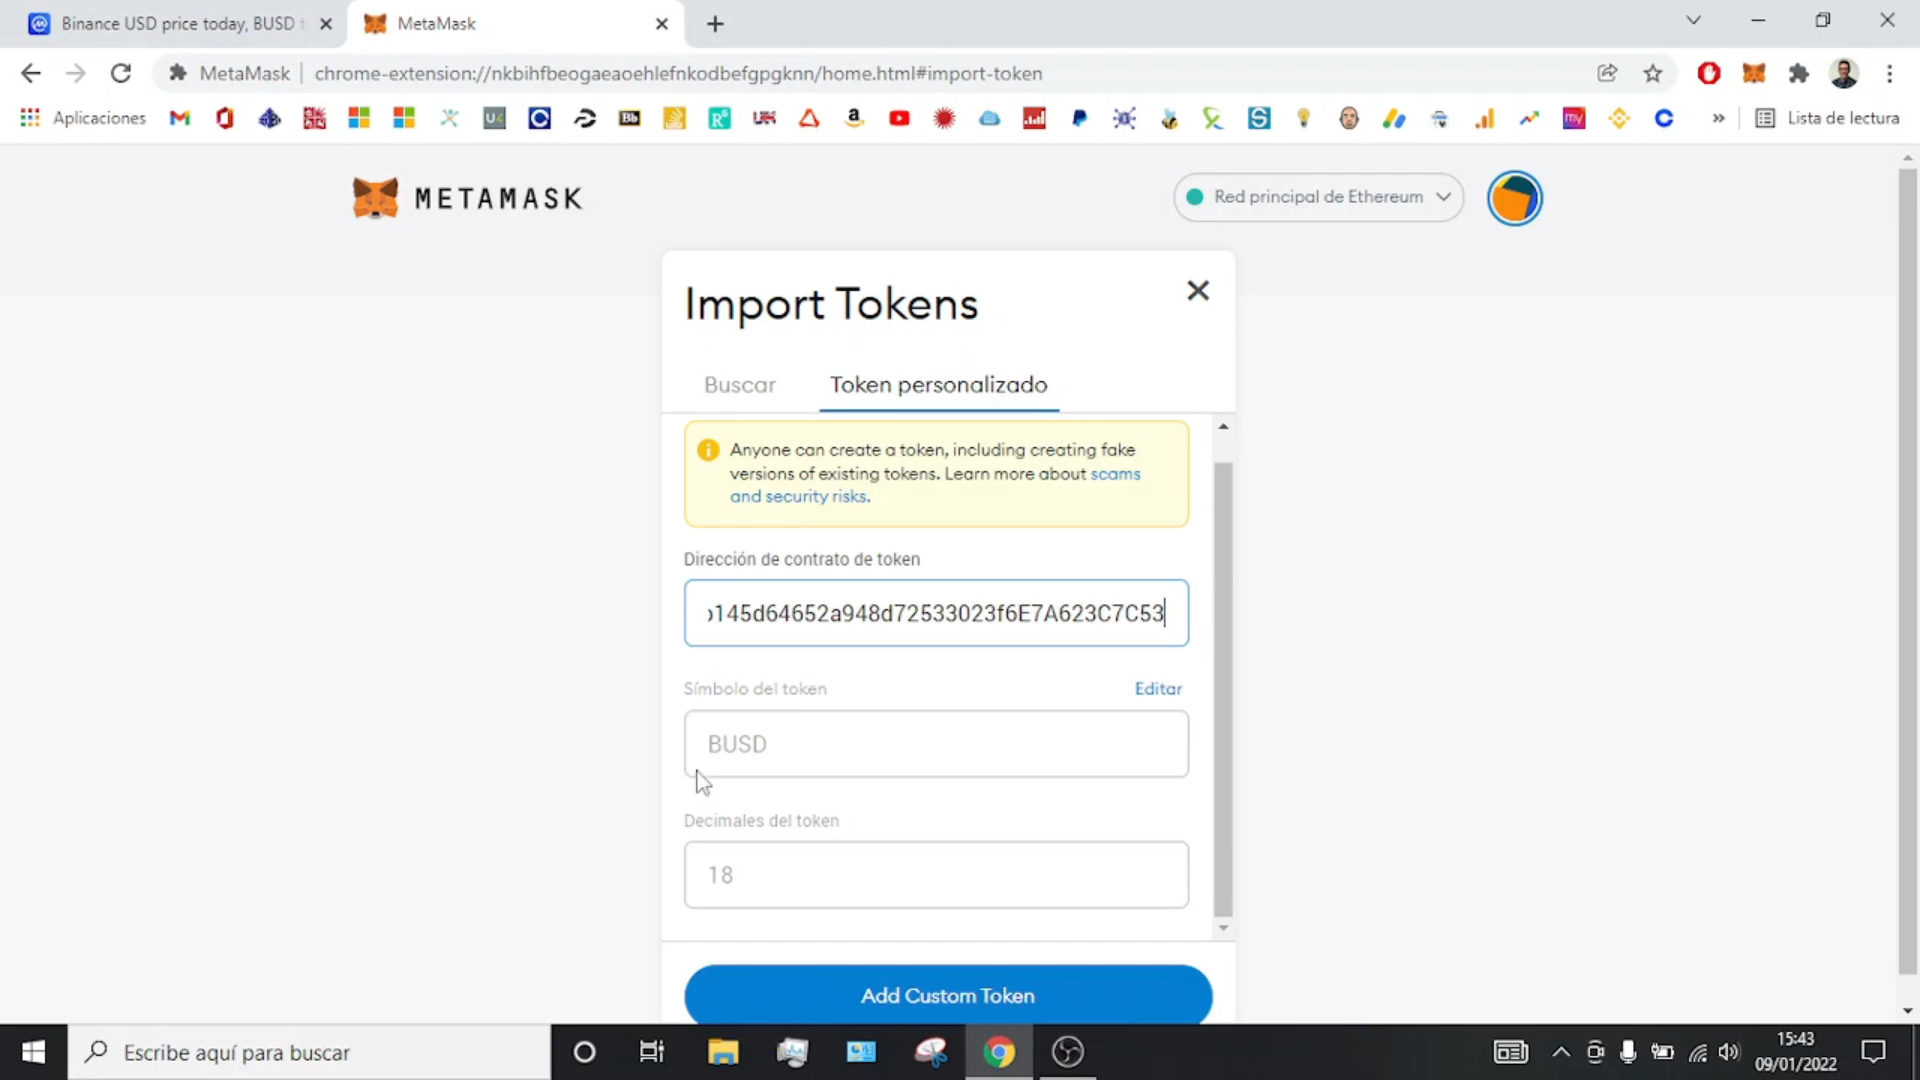 Binance USD price today, BUSD t
MetaMask
MetaMask
chrome-extension://nkbihfbeogaeaoehlefnkodbefgpgknn/home.html#import-token
Aplicaciones
Bb
my
Lista de lectura
METAMASK
Red principal de Ethereum
Import Tokens
Buscar
Token personalizado
Anyone can create a token, including creating fake
versions of existing tokens. Learn more about scams
and security risks.
Dirección de contrato de token
145d64652a948d72533023f6E7A623C7C53
Símbolo del token
Editar
BUSD
Decimales del token
18
Add Custom Token
Escribe aquí para buscar
15:43
09/01/2022